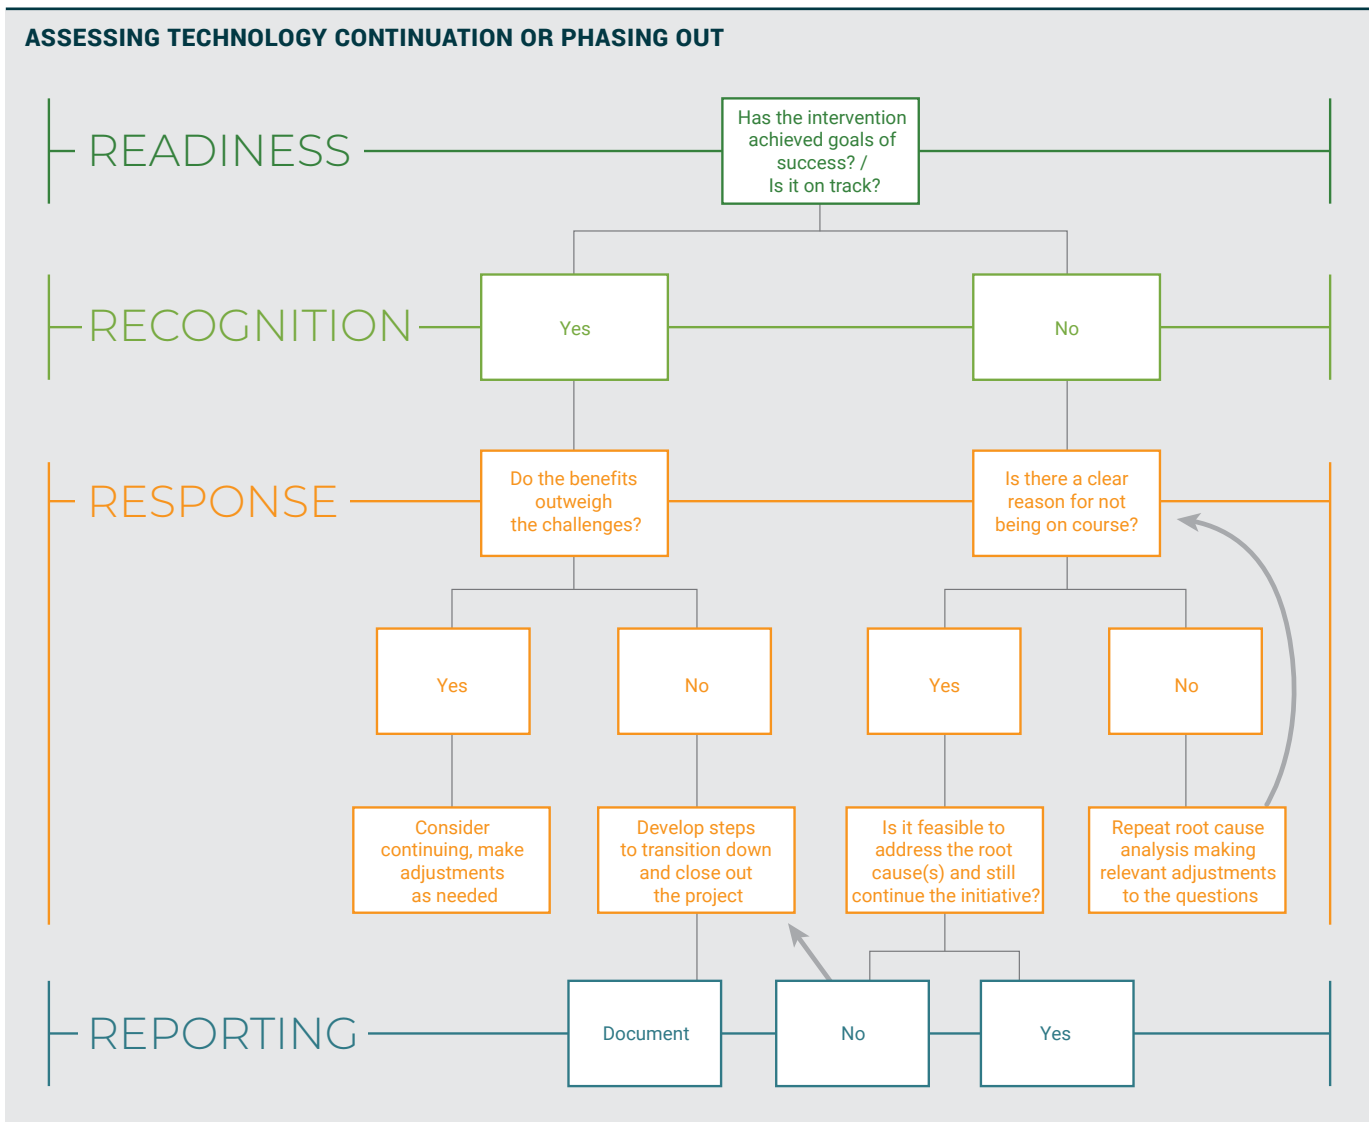 ASSESSING TECHNOLOGY CONTINUATION OR PHASING OUT
READINESS
Has the intervention
achieved goals of
success? /
Is it on track?
RECOGNITION
Yes
No
RESPONSE
Do the benefits
outweigh
the challenges?
Is there a clear
reason for not
being on course?
Yes
No
Yes
No
Consider
continuing, make
adjustments
as needed
Develop steps
to transition down
and close out
the project
Is it feasible to
address the root
cause(s) and still
continue the initiative?
Repeat root cause
analysis making
relevant adjustments
to the questions
REPORTING
Document
No
Yes